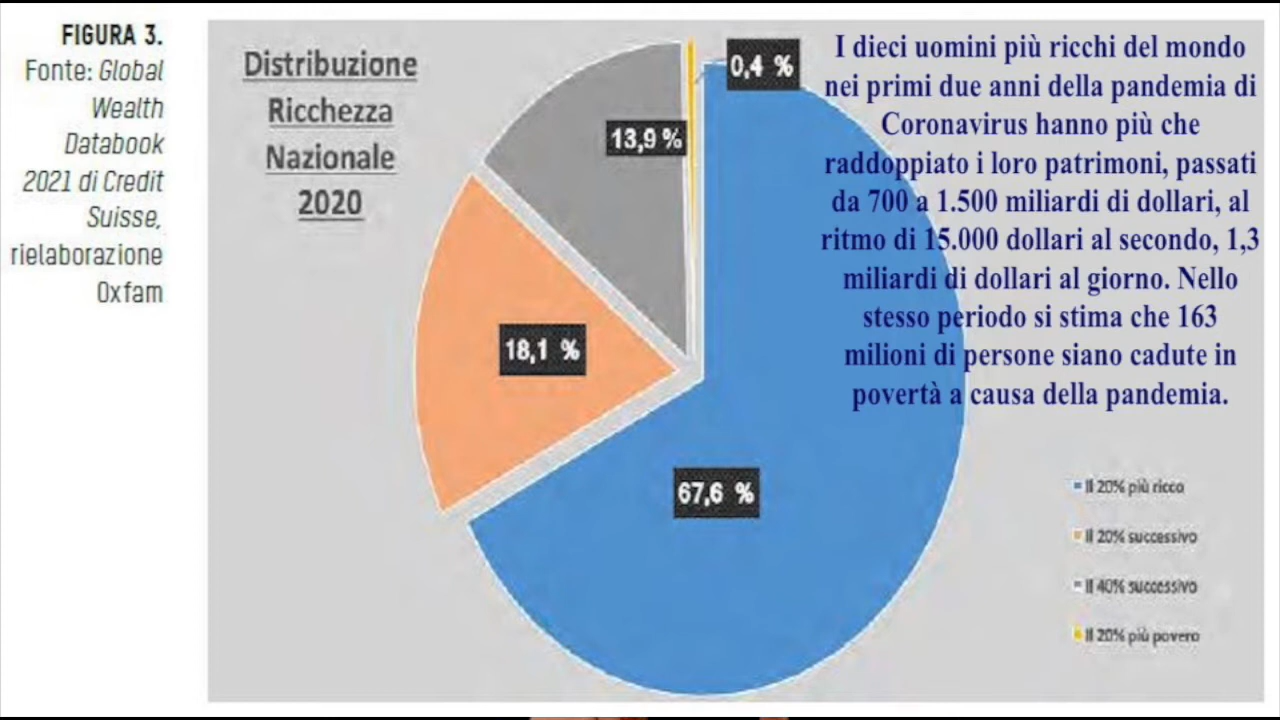 FIGURA 3.
Fonte: Global
Wealth
Databook
2021 di Credit
Suisse,
rielaborazione
Oxfam
Distribuzione
Ricchezza
Nazionale
2020
0,4 %
13,9 %
18,1 %
67,6 %
I dieci uomini più ricchi del mondo
nei primi due anni della pandemia di
Coronavirus hanno più che
raddoppiato i loro patrimoni, passati
da 700 a 1.500 miliardi di dollari, al
ritmo di 15.000 dollari al secondo, 1,3
miliardi di dollari al giorno. Nello
stesso periodo si stima che 163
milioni di persone siano cadute in
povertà a causa della pandemia.
Il 20% più ricco
Il 20% successivo
Il 40% successivo
Il 20% più povero